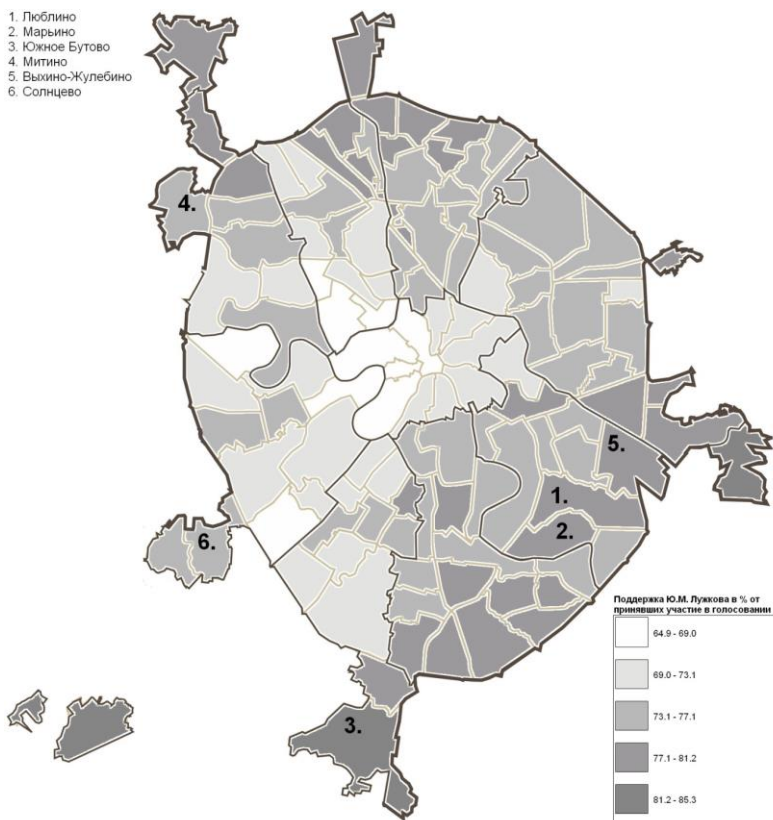 1. Люблино
2. Марьино
3. Южное Бутово
4. Митино
5. Выхино-Жулебино
6. Солнцево
4.
5.
1.
2.
6.
3.
Поддержка Ю.М. Лужкова в % от
принявших участие в голосовании
64.9 - 69.0
69.0 - 73.1
73.1 - 77.1
77.1 - 81.2
81.2 - 85.3